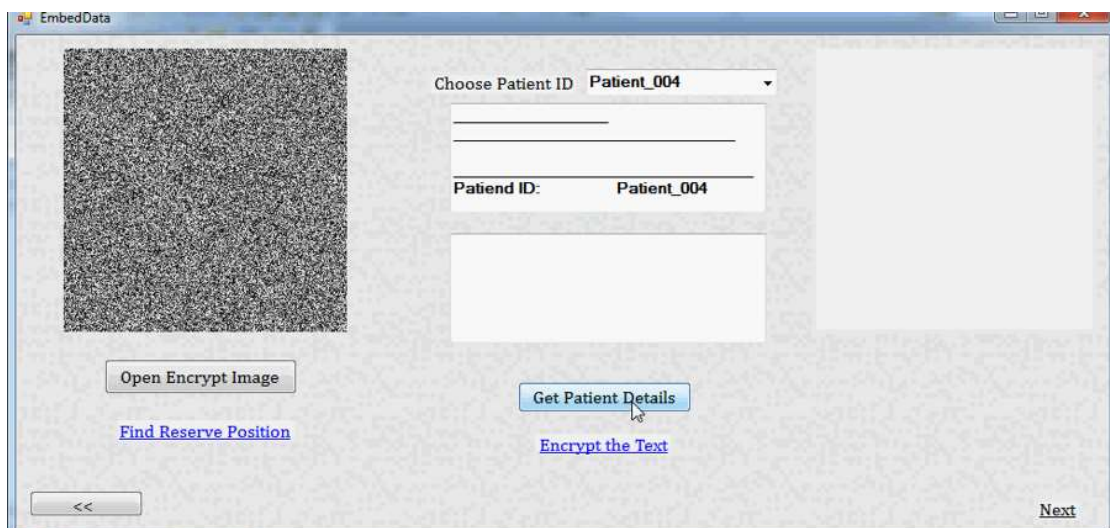 EmbedData
Choose Patient ID Patient_004
Patiend ID: Patient_004
Open Encrypt Image
Get Patient Details
Find Reserve Position
Encrypt the Text
<<
Next